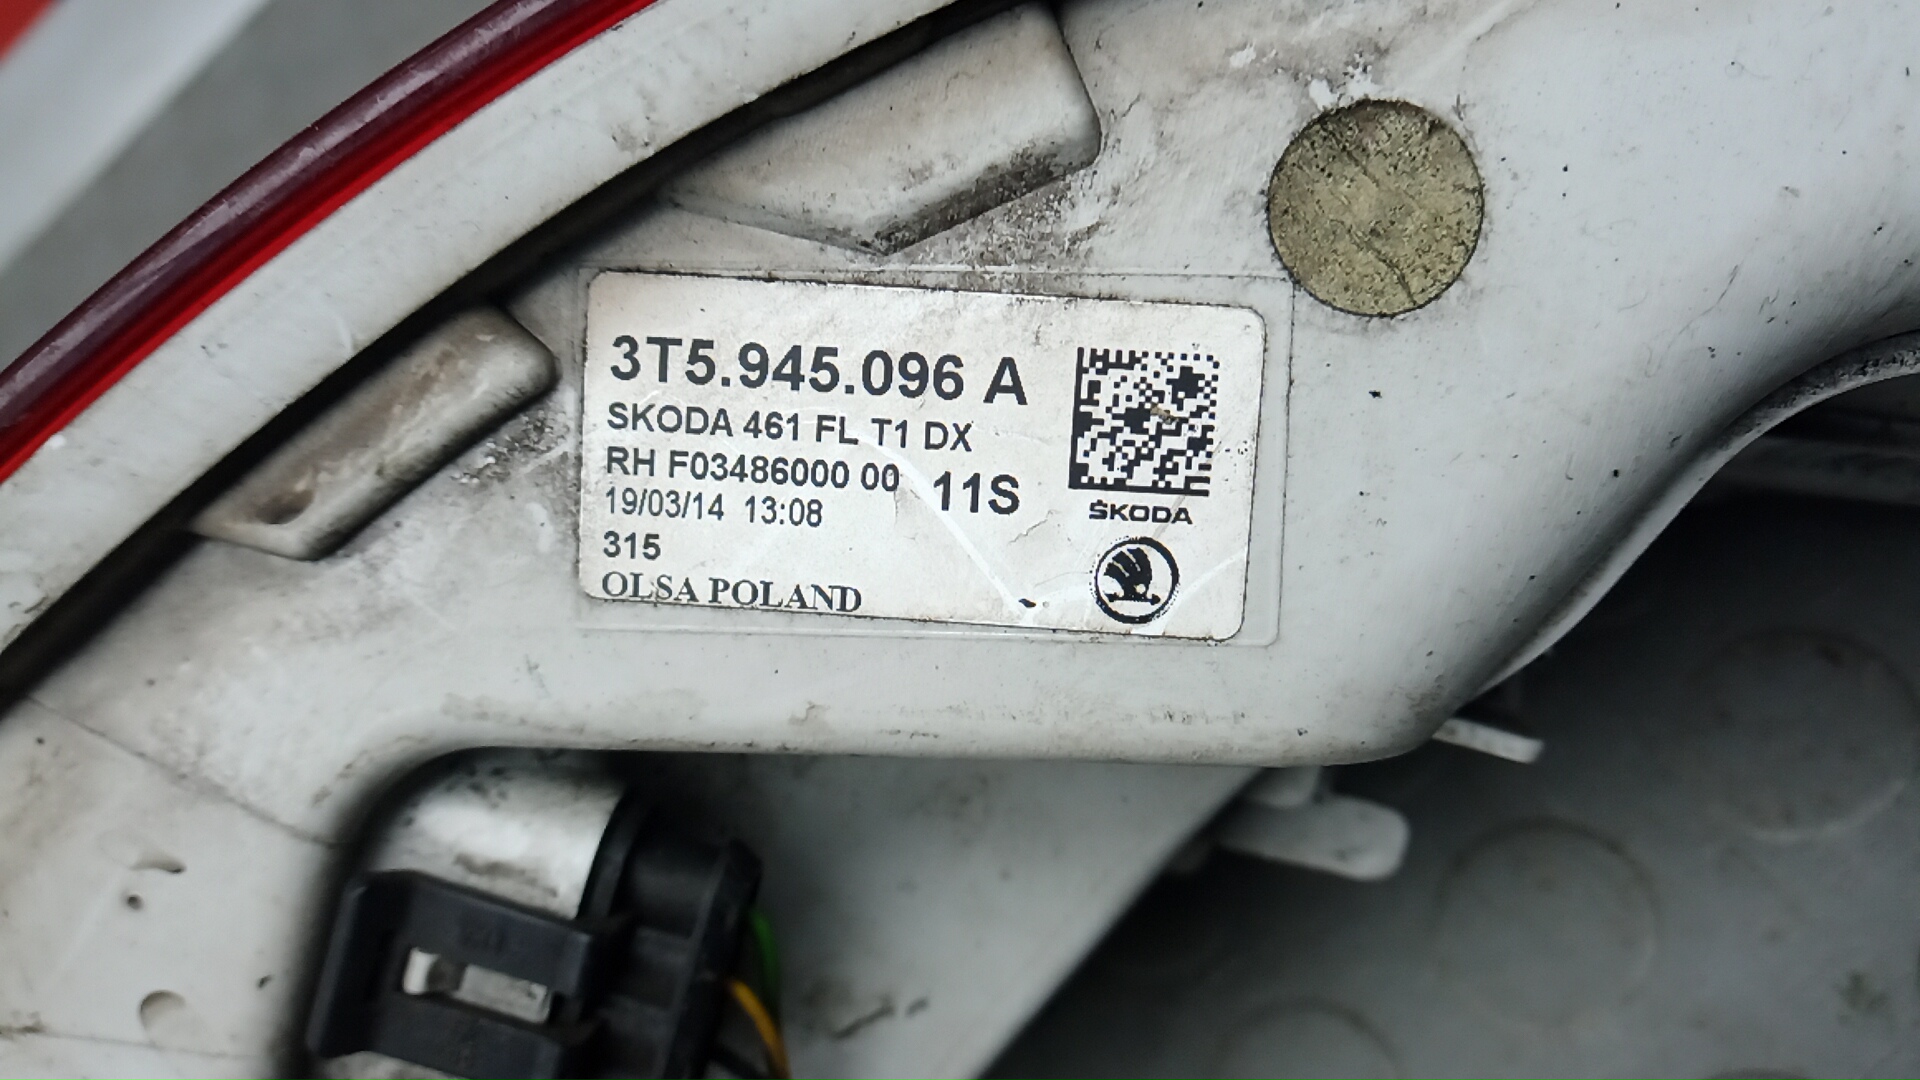 3T5.945.096 A
SKODA 461 FL T1 DX
RH F03486000 00 11S
19/03/14 13:08
315
OLSA POLAND
ŠKODA